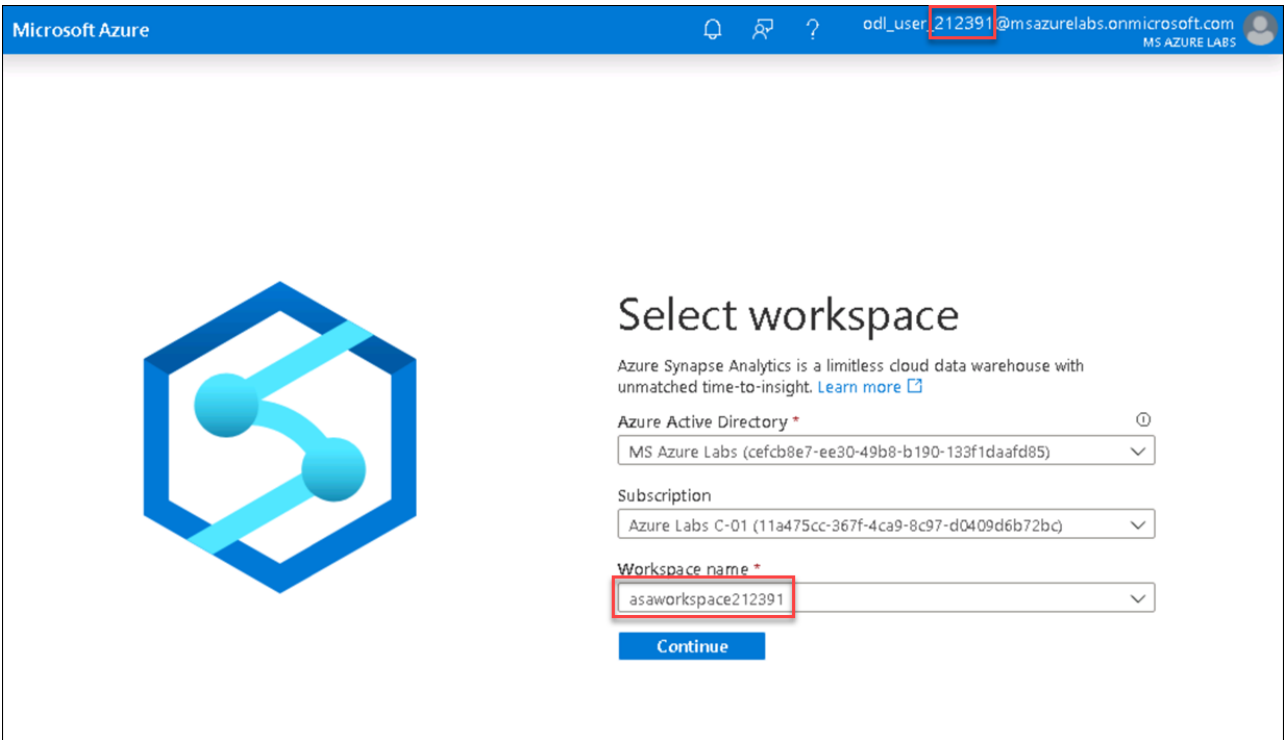 Microsoft Azure
odl_user_212391@msazurelabs.onmicrosoft.com
MS AZURE LABS
Select workspace
Azure Synapse Analytics is a limitless cloud data warehouse with
unmatched time-to-insight. Learn more
Azure Active Directory *
MS Azure Labs (cefcb8e7-ee30-49b8-b190-133f1daafd85)
Subscription
Azure Labs C-01 (11a475cc-367f-4ca9-8c97-d0409d6b72bc)
Workspace name *
asaworkspace212391
Continue